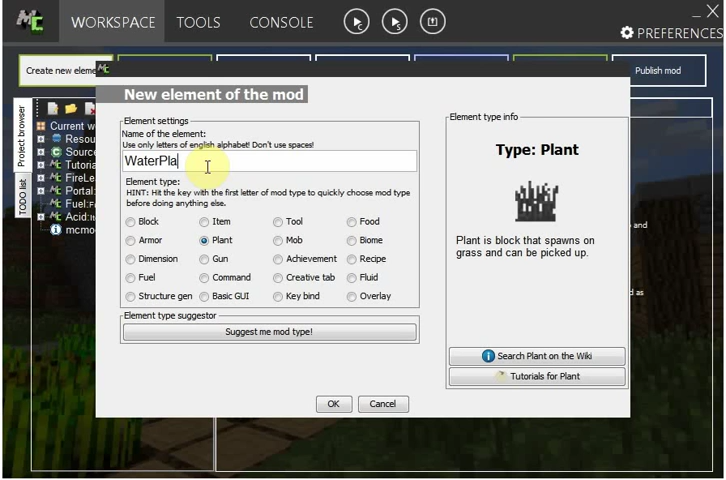 WORKSPACE TOOLS CONSOLE
_ X
PREFERENCES
Create new eleme
Publish mod
New element of the mod
Project browser
TODO list
Current w
Resou
Source
Tutoria
FireLea
Portal:
Fuel:
Acid:
mcmo
Element settings
Name of the element:
Use only letters of english alphabet! Don't use spaces!
WaterPla
Element type:
HINT: Hit the key with the first letter of mod type to quickly choose mod type
before doing anything else.
Block Item Tool Food
Armor Plant Mob Biome
Dimension Gun Achievement Recipe
Fuel Command Creative tab Fluid
Structure gen Basic GUI Key bind Overlay
Element type suggestor
Suggest me mod type!
OK Cancel
Element type info
Type: Plant
Plant is block that spawns on
grass and can be picked up.
Search Plant on the Wiki
Tutorials for Plant
and
d as